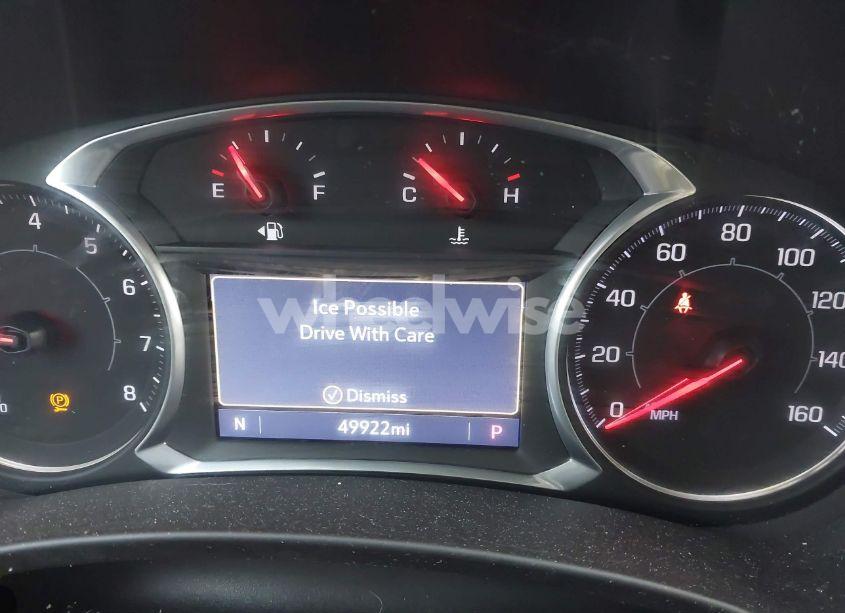 E F
C H
4
5
6
7
8
0
20
40
60
80
100
120
140
160
MPH
wheelwise
Ice Possible
Drive With Care
Dismiss
N 49922mi P